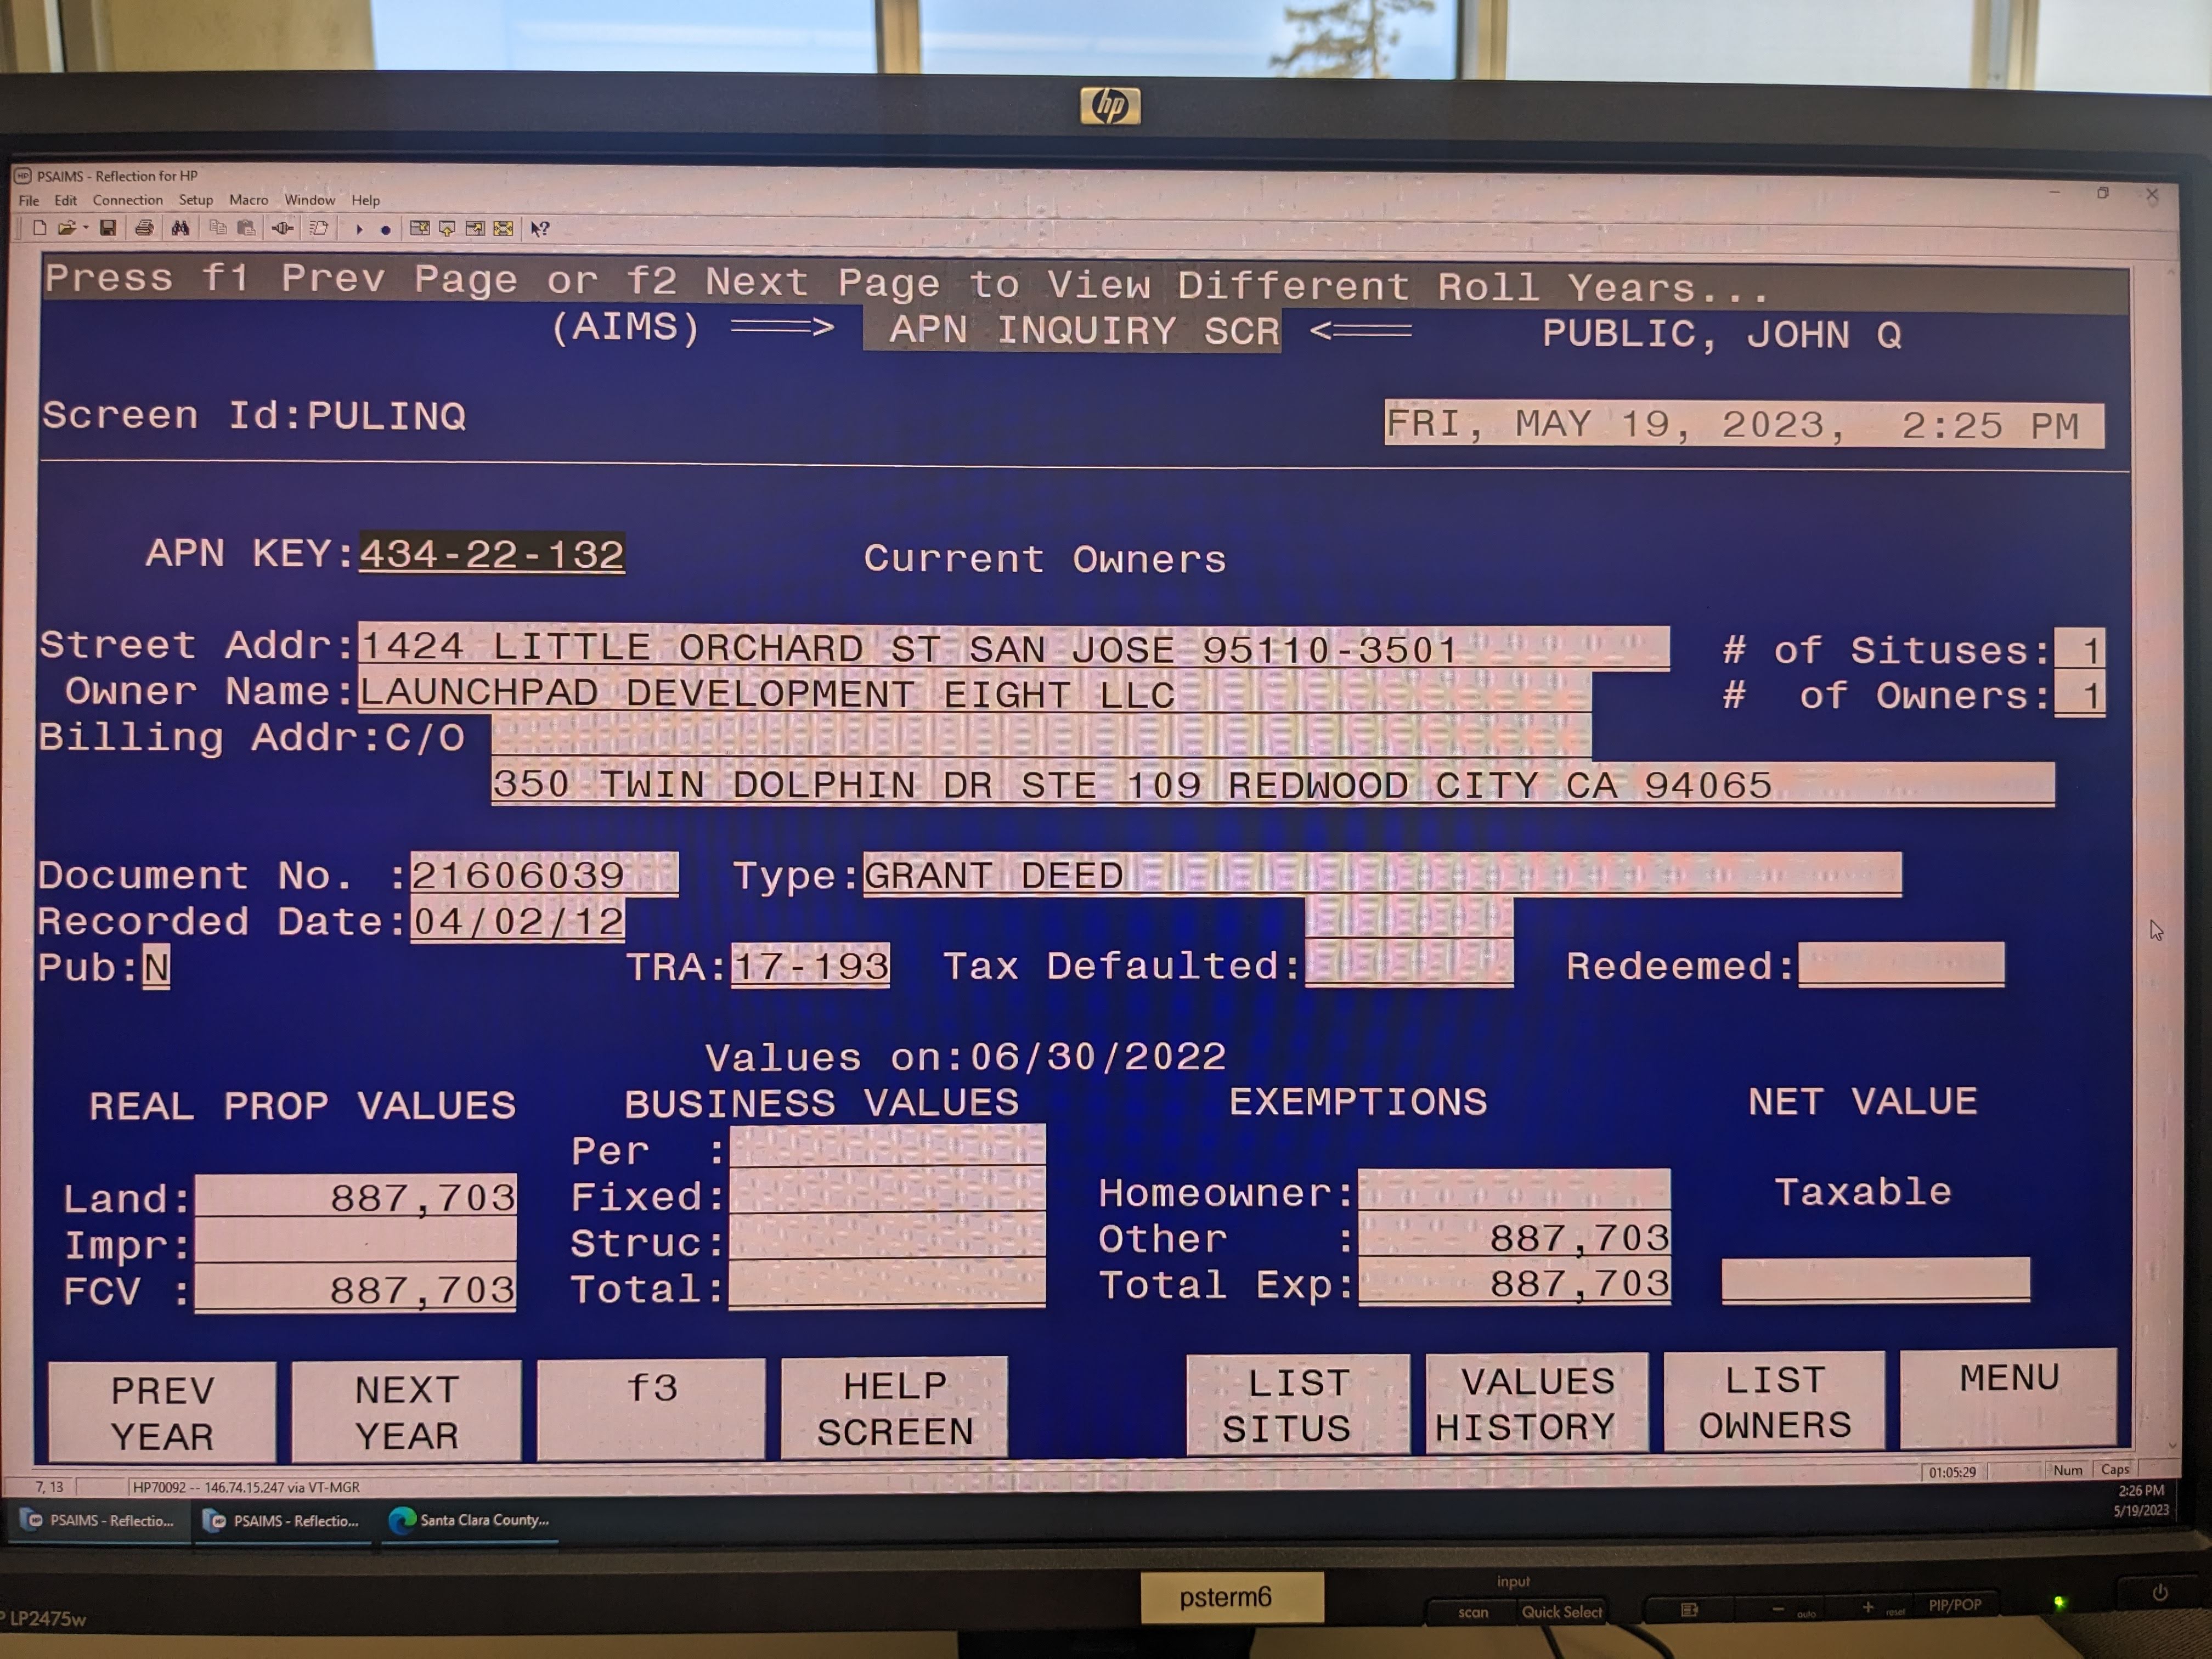 hp
PSAIMS - Reflection for HP
File Edit Connection Setup Macro Window Help
Press f1 Prev Page or f2 Next Page to View Different Roll Years...
(AIMS) ===> APN INQUIRY SCR <=== PUBLIC, JOHN Q
Screen Id:PULINQ FRI, MAY 19, 2023, 2:25 PM
APN KEY:434-22-132 Current Owners
Street Addr:1424 LITTLE ORCHARD ST SAN JOSE 95110-3501 # of Situses: 1
Owner Name:LAUNCHPAD DEVELOPMENT EIGHT LLC # of Owners: 1
Billing Addr:C/O
350 TWIN DOLPHIN DR STE 109 REDWOOD CITY CA 94065
Document No. :21606039 Type:GRANT DEED
Recorded Date:04/02/12
Pub:N TRA:17-193 Tax Defaulted: Redeemed:
Values on:06/30/2022
REAL PROP VALUES BUSINESS VALUES EXEMPTIONS NET VALUE
Per :
Land: 887,703 Fixed: Homeowner: Taxable
Impr: Struc: Other : 887,703
FCV : 887,703 Total: Total Exp: 887,703
PREV YEAR NEXT YEAR f3 HELP SCREEN LIST SITUS VALUES HISTORY LIST OWNERS MENU
7, 13 HP70092 -- 146.74.15.247 via VT-MGR 01:05:29 Num Caps
PSAIMS - Reflectio... PSAIMS - Reflectio... Santa Clara County... 2:26 PM
5/19/2023
LP2475w psterm6 input
scan Quick Select - auto + reset PIP/POP